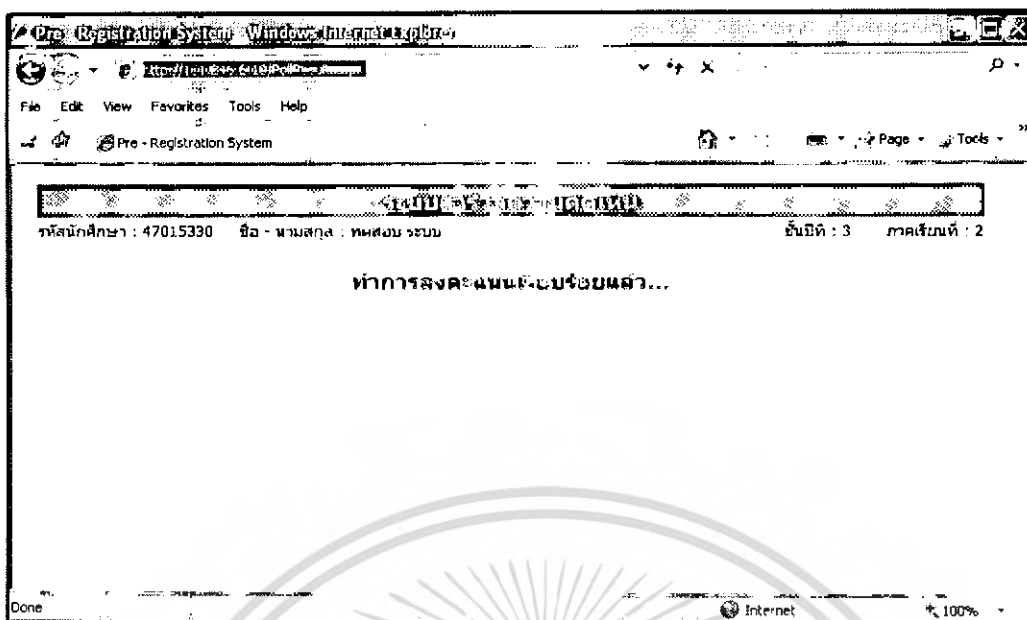 Pre - Registration System - Windows Internet Explorer
File Edit View Favorites Tools Help
Pre - Registration System
Page Tools
รหัสนักศึกษา : 47015330 ชื่อ - นามสกุล : ทดสอบ ระบบ ชั้นปีที่ : 3 ภาคเรียนที่ : 2
ทำการลงคะแนนเรียบร้อยแล้ว...
Done Internet 100%